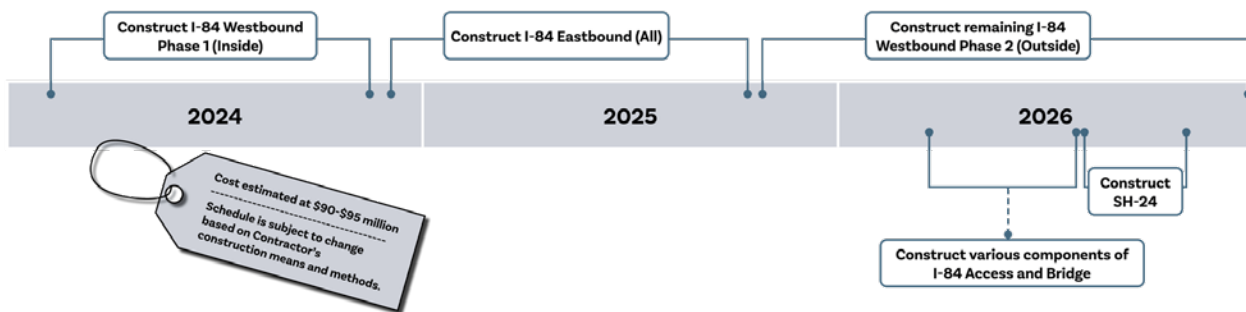 Construct I-84 Westbound
Phase 1 (Inside)
Construct I-84 Eastbound (All)
Construct remaining I-84
Westbound Phase 2 (Outside)
2024
2025
2026
Cost estimated at $90-$95 million
Schedule is subject to change
based on Contractor's
construction means and methods.
Construct
SH-24
Construct various components of
I-84 Access and Bridge